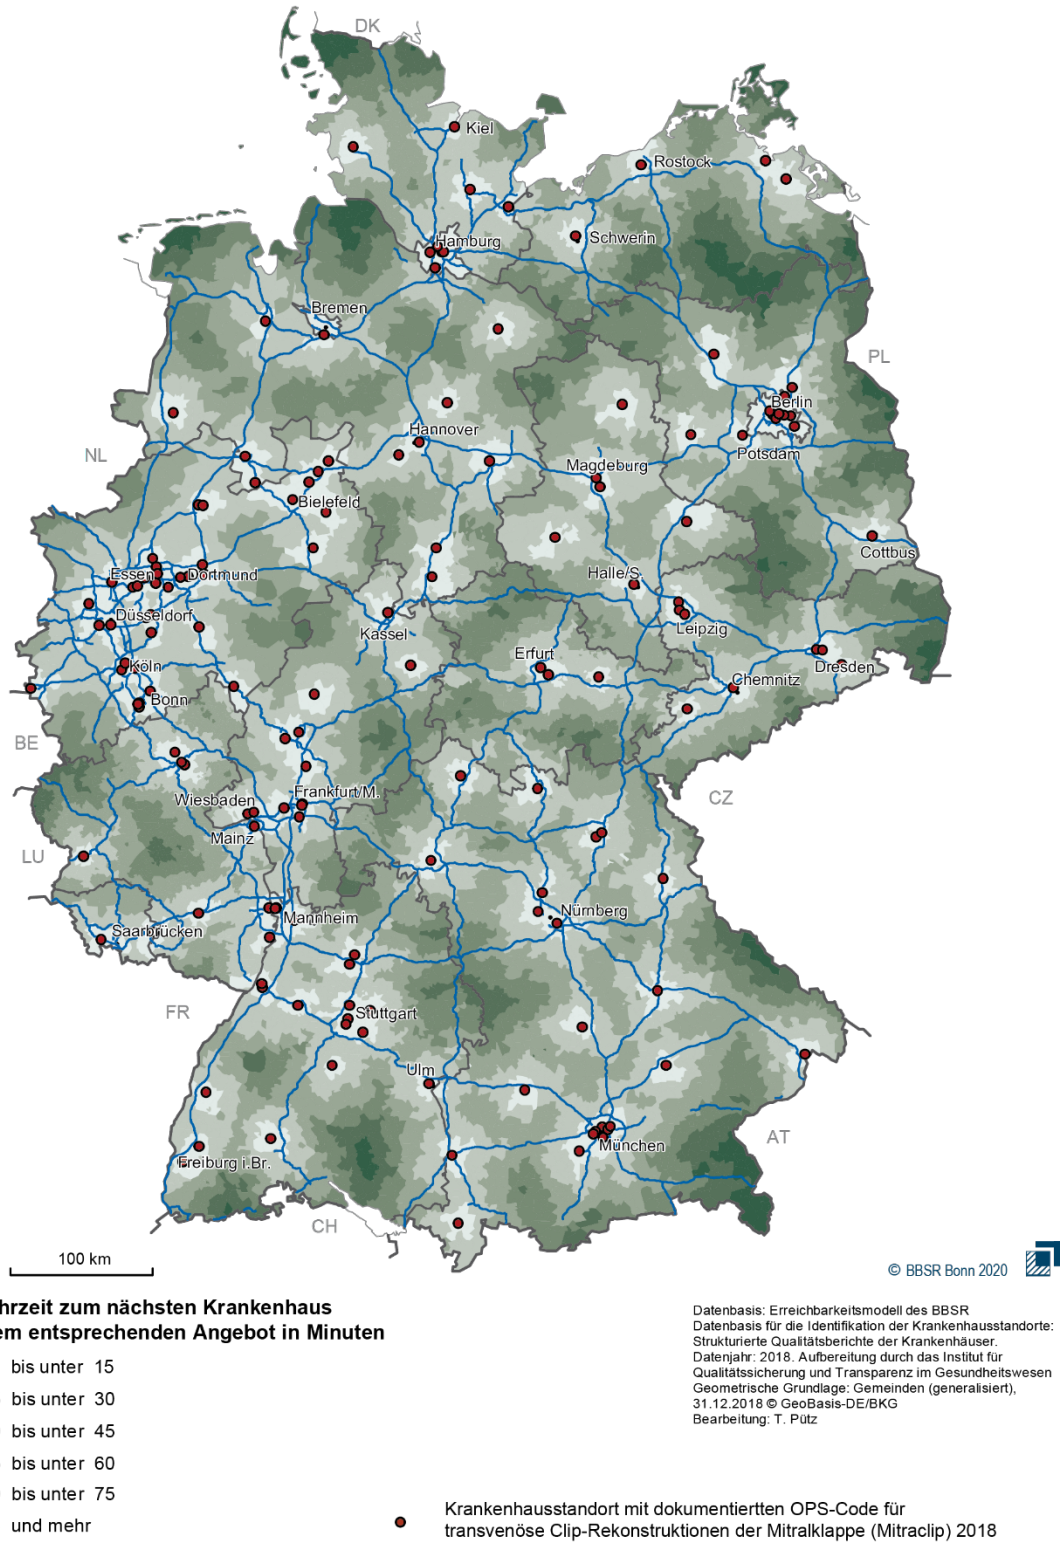 DK
Kiel
Rostock
Hamburg
Schwerin
Bremen
PL
Berlin
Hannover
NL
Potsdam
Magdeburg
Bielefeld
Cottbus
Essen
Dortmund
Halle/S.
Düsseldorf
Leipzig
Kassel
Erfurt
Köln
Dresden
Chemnitz
Bonn
BE
Wiesbaden
Frankfurt/M.
CZ
Mainz
LU
Mannheim
Nürnberg
Saarbrücken
FR
Stuttgart
Ulm
München
AT
Freiburg i.Br.
CH
100 km
© BBSR Bonn 2020
hrzeit zum nächsten Krankenhaus
em entsprechenden Angebot in Minuten
bis unter 15
bis unter 30
bis unter 45
bis unter 60
bis unter 75
und mehr
Datenbasis: Erreichbarkeitsmodell des BBSR
Datenbasis für die Identifikation der Krankenhausstandorte:
Strukturierte Qualitätsberichte der Krankenhäuser.
Datenjahr: 2018. Aufbereitung durch das Institut für
Qualitätssicherung und Transparenz im Gesundheitswesen
Geometrische Grundlage: Gemeinden (generalisiert),
31.12.2018 © GeoBasis-DE/BKG
Bearbeitung: T. Pütz
Krankenhausstandort mit dokumentiertten OPS-Code für
transvenöse Clip-Rekonstruktionen der Mitralklappe (Mitraclip) 2018